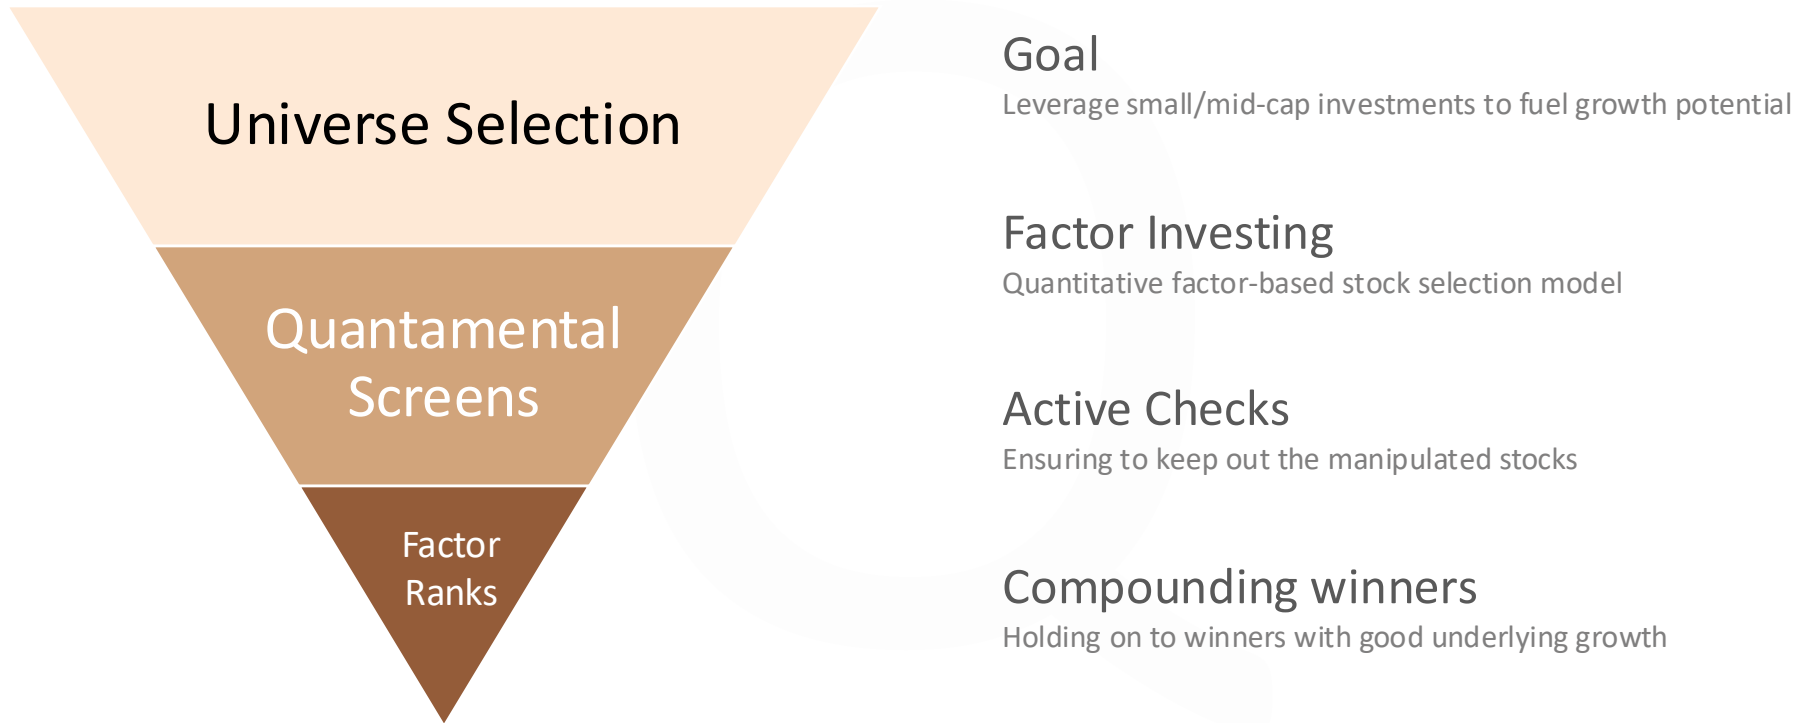 Universe Selection
Quantamental
Screens
Factor
Ranks
Goal
Leverage small/mid-cap investments to fuel growth potential
Factor Investing
Quantitative factor-based stock selection model
Active Checks
Ensuring to keep out the manipulated stocks
Compounding winners
Holding on to winners with good underlying growth